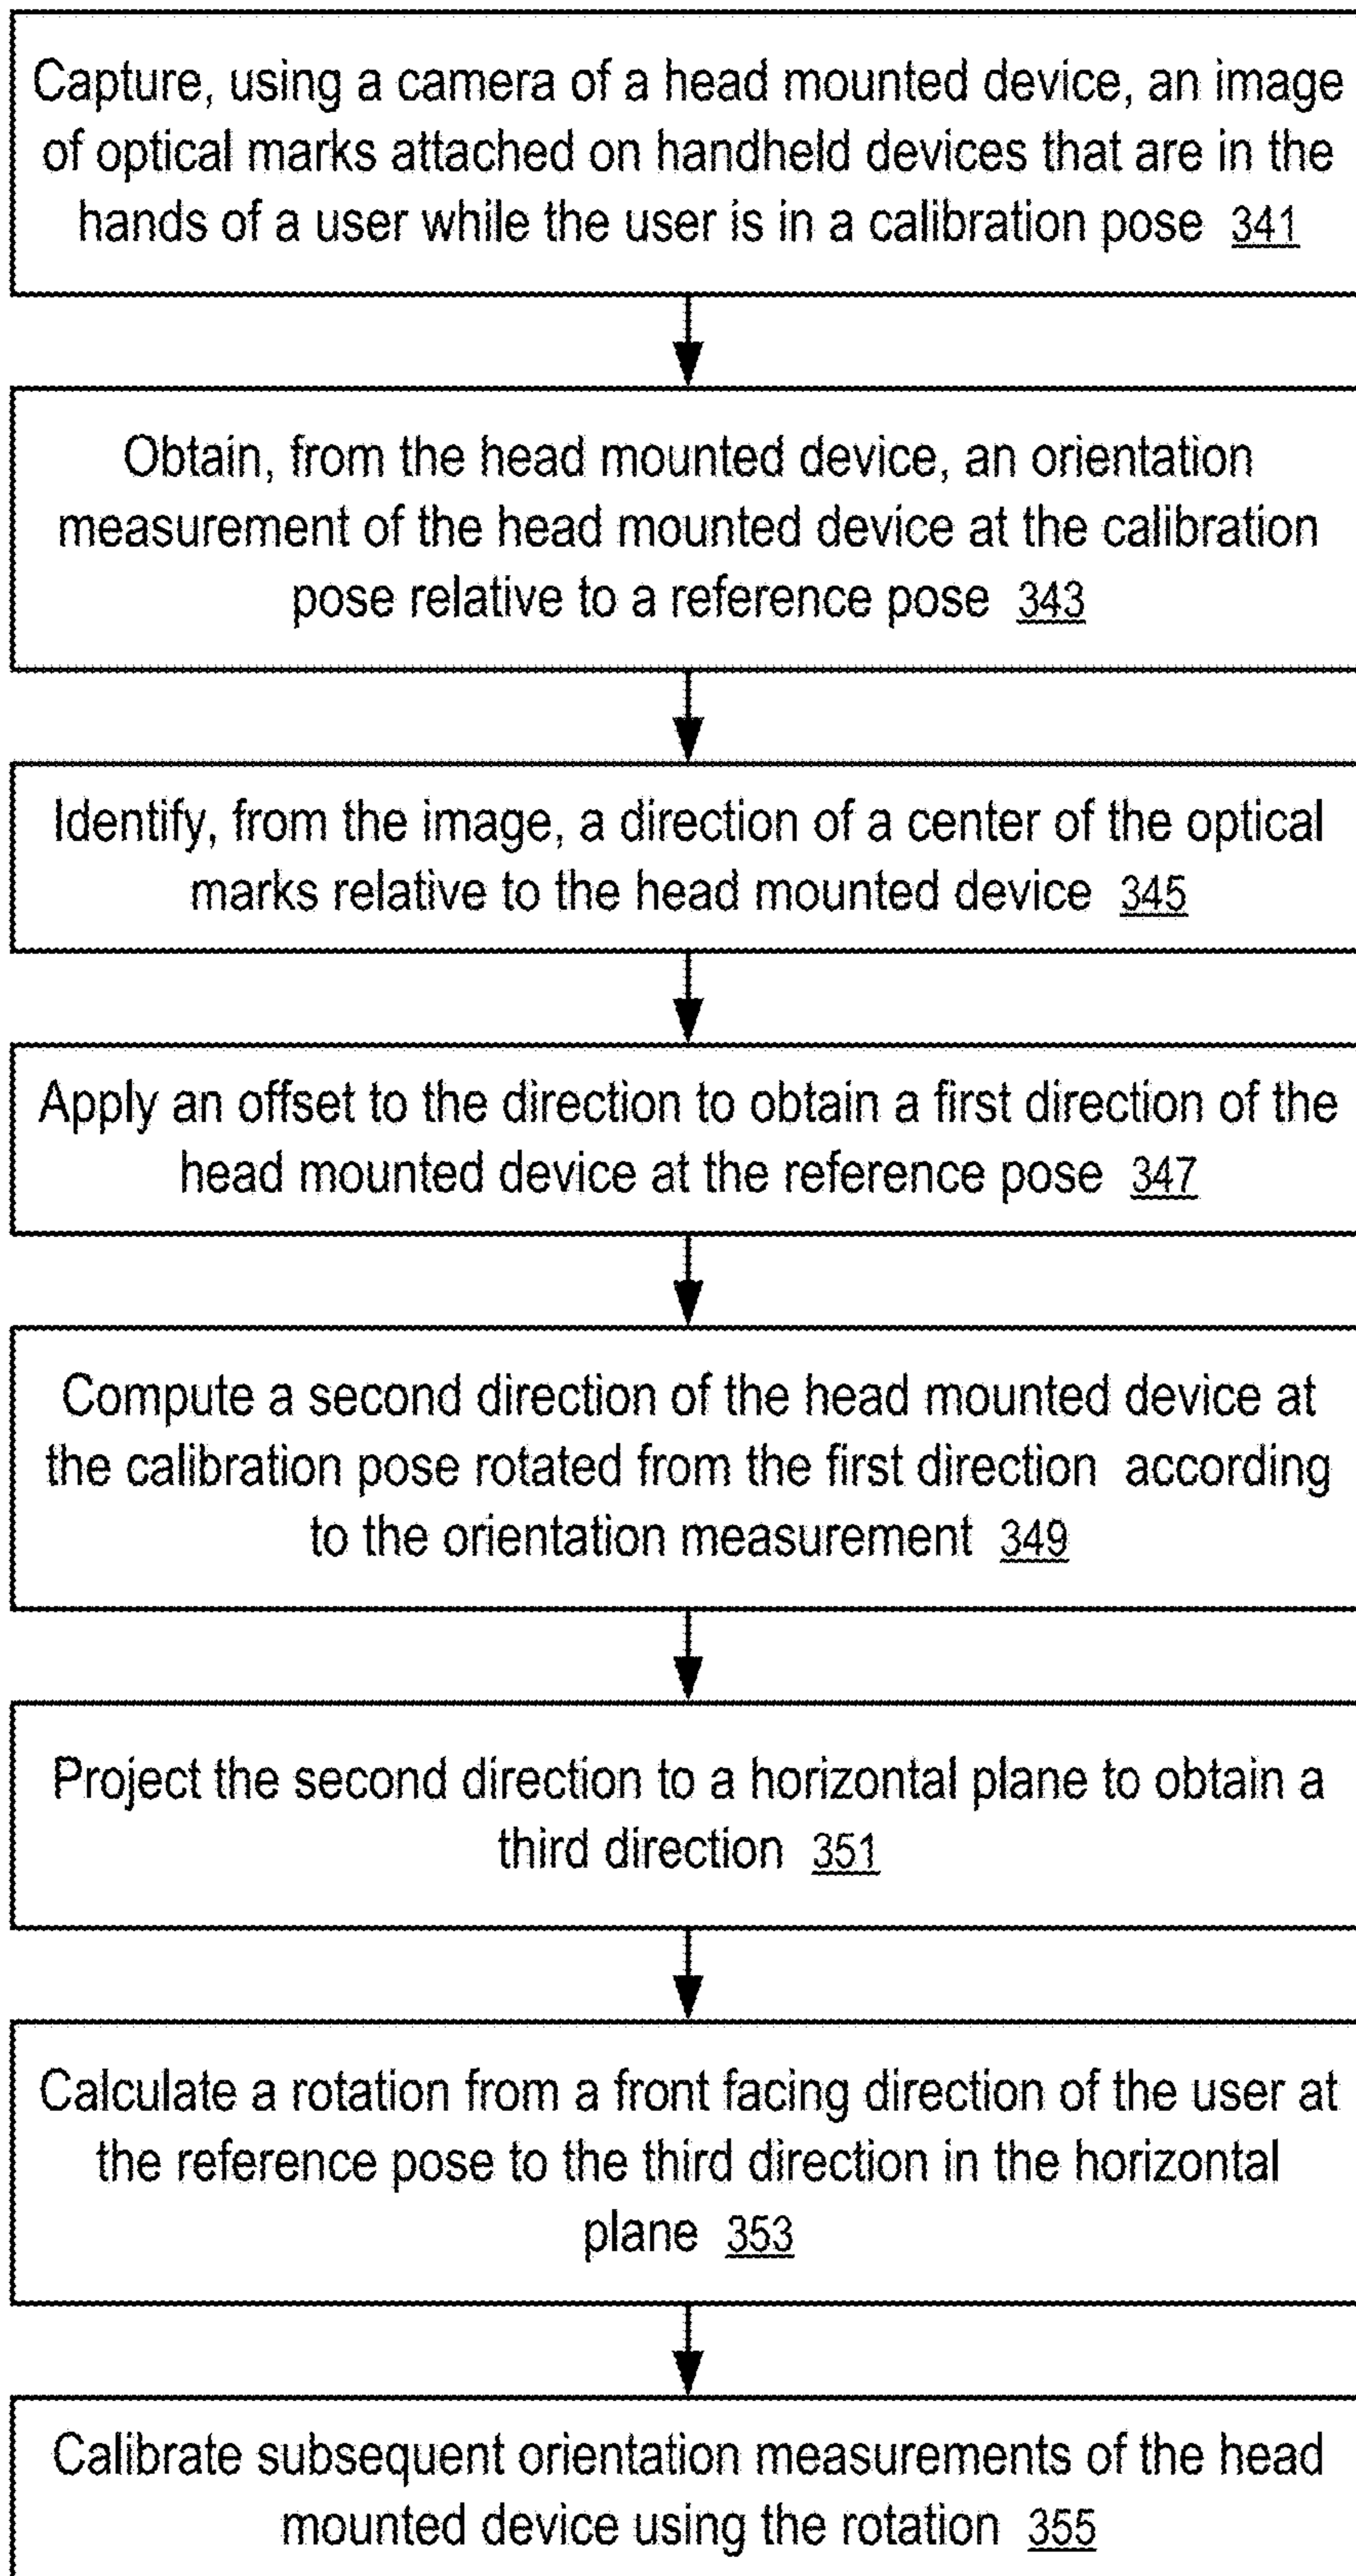 Capture, using a camera of a head mounted device, an image
of optical marks attached on handheld devices that are in the
hands of a user while the user is in a calibration pose 341
Obtain, from the head mounted device, an orientation
measurement of the head mounted device at the calibration
pose relative to a reference pose 343
Identify, from the image, a direction of a center of the optical
marks relative to the head mounted device 345
Apply an offset to the direction to obtain a first direction of the
head mounted device at the reference pose 347
Compute a second direction of the head mounted device at
the calibration pose rotated from the first direction according
to the orientation measurement 349
Project the second direction to a horizontal plane to obtain a
third direction 351
Calculate a rotation from a front facing direction of the user at
the reference pose to the third direction in the horizontal
plane 353
Calibrate subsequent orientation measurements of the head
mounted device using the rotation 355